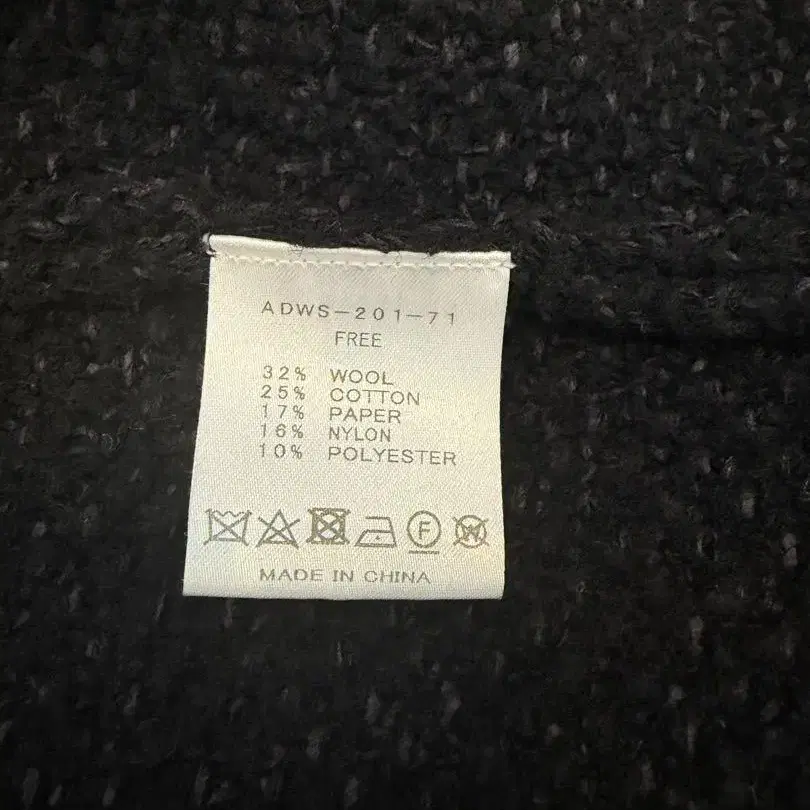 ADWS-201-71
FREE
32% WOOL
25% COTTON
17% PAPER
16% NYLON
10% POLYESTER
F W
MADE IN CHINA